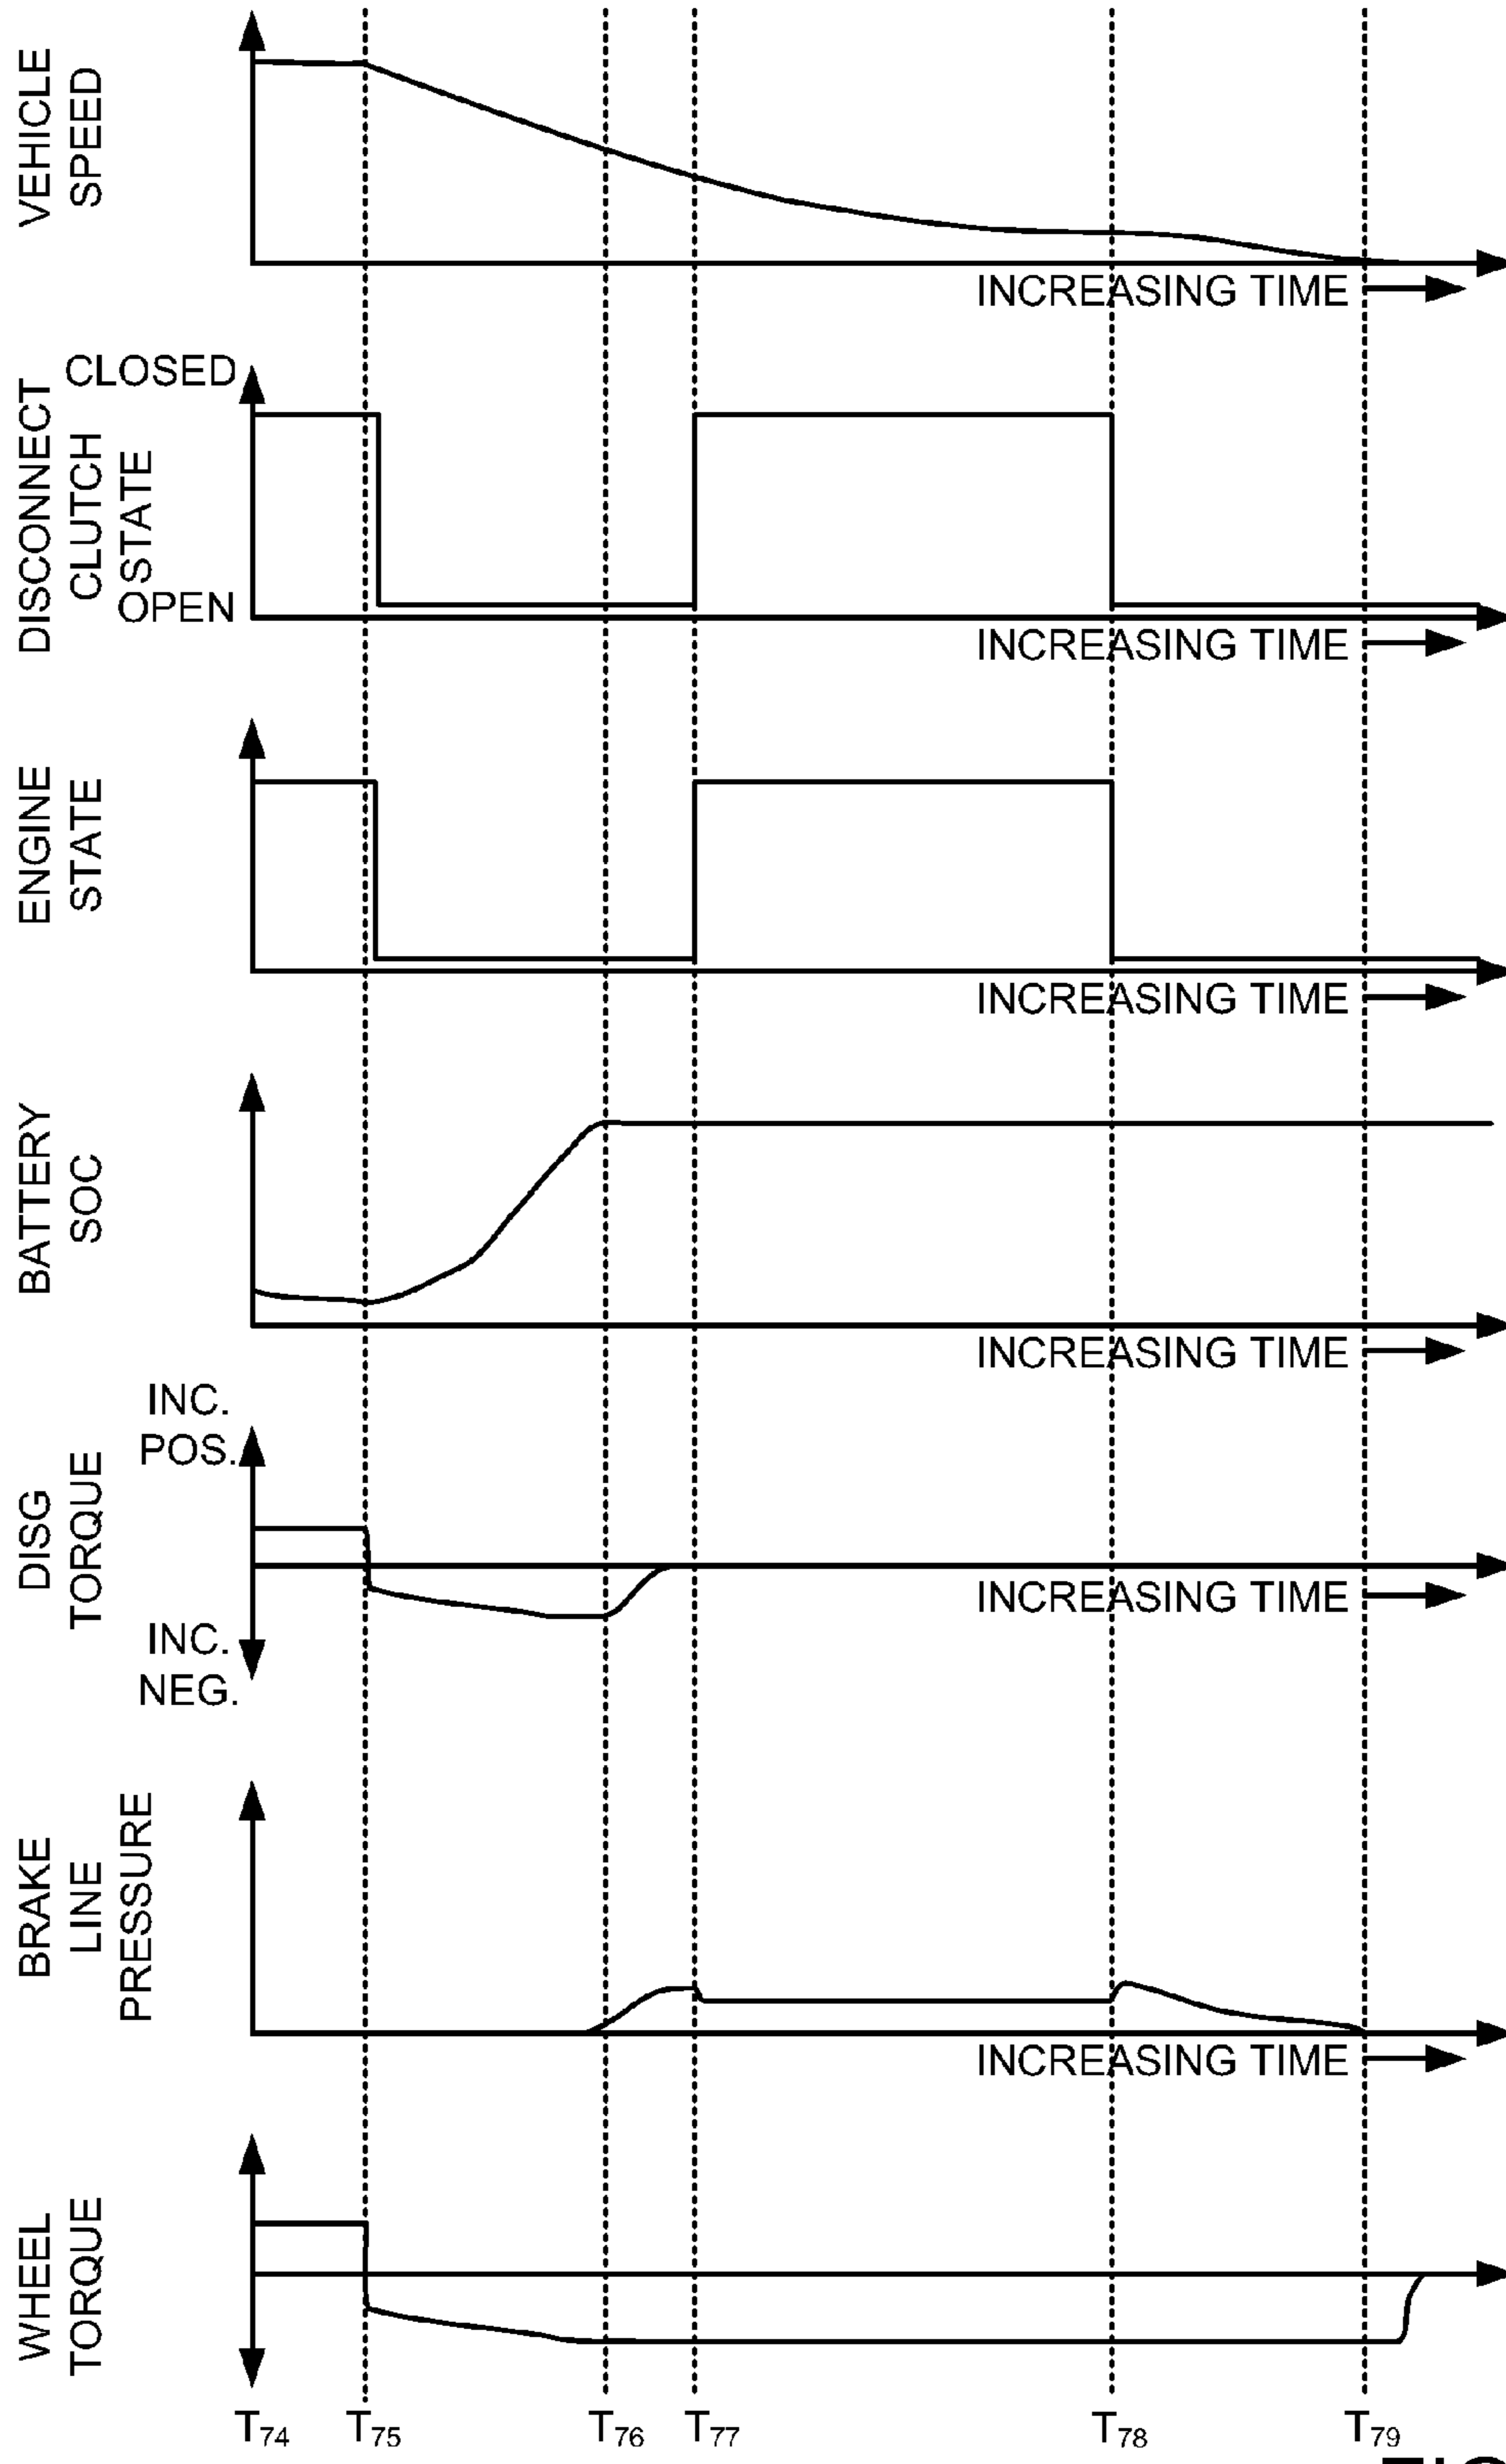 VEHICLE
SPEED
INCREASING TIME
DISCONNECT
CLUTCH
STATE
CLOSED
OPEN
INCREASING TIME
ENGINE
STATE
INCREASING TIME
BATTERY
SOC
INCREASING TIME
DISG
TORQUE
INC.
POS.
INC.
NEG.
INCREASING TIME
BRAKE
LINE
PRESSURE
INCREASING TIME
WHEEL
TORQUE
T74 T75 T76 T77 T78 T79